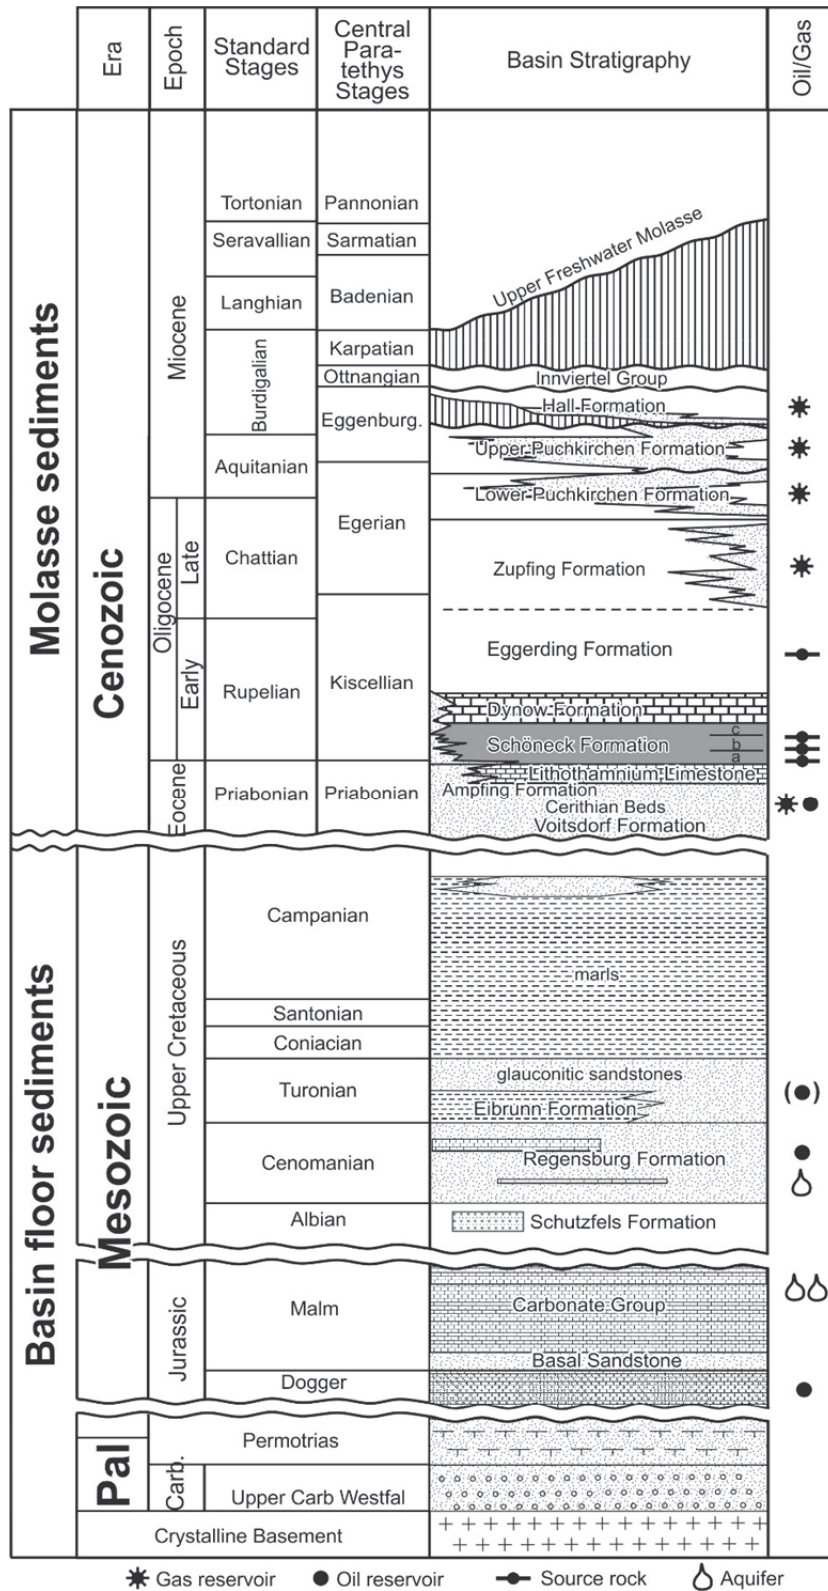 Era
Epoch
Standard
Stages
Central
Para-
tethys
Stages
Basin Stratigraphy
Oil/Gas
Molasse sediments
Cenozoic
Miocene
Tortonian
Pannonian
Seravallian
Sarmatian
Upper Freshwater Molasse
Langhian
Badenian
Burdigalian
Karpatian
Ottnangian
Innviertel Group
Hall Formation
Eggenburg.
Upper Puchkirchen Formation
Aquitanian
Lower Puchkirchen Formation
Oligocene
Late
Chattian
Egerian
Zupfing Formation
Early
Rupelian
Kiscellian
Eggerding Formation
Dynow Formation
Schöneck Formation
c
b
a
Lithothamnium Limestone
Eocene
Priabonian
Priabonian
Ampfing Formation
Cerithian Beds
Voitsdorf Formation
Basin floor sediments
Mesozoic
Upper Cretaceous
Campanian
marls
Santonian
Coniacian
Turonian
glauconitic sandstones
Eibrunn Formation
( )
Cenomanian
Regensburg Formation
Albian
Schutzfels Formation
Jurassic
Malm
Carbonate Group
Basal Sandstone
Dogger
Pal
Permotrias
Carb.
Upper Carb Westfal
Crystalline Basement
Gas reservoir
Oil reservoir
Source rock
Aquifer